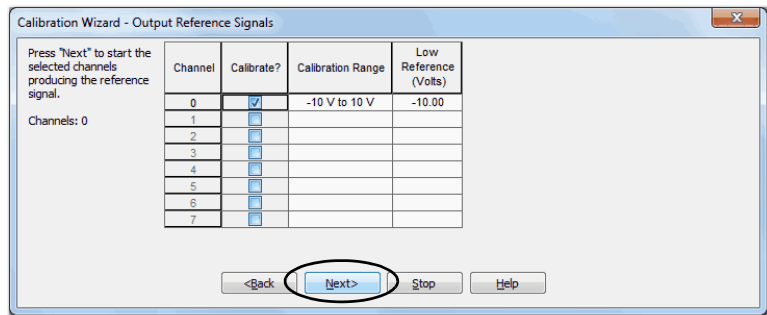 Calibration Wizard - Output Reference Signals
Press "Next" to start the
selected channels
producing the reference
signal.
Channels: 0
Channel Calibrate? Calibration Range Low Reference (Volts)
0 -10 V to 10 V -10.00
1
2
3
4
5
6
7
<Back Next> Stop Help